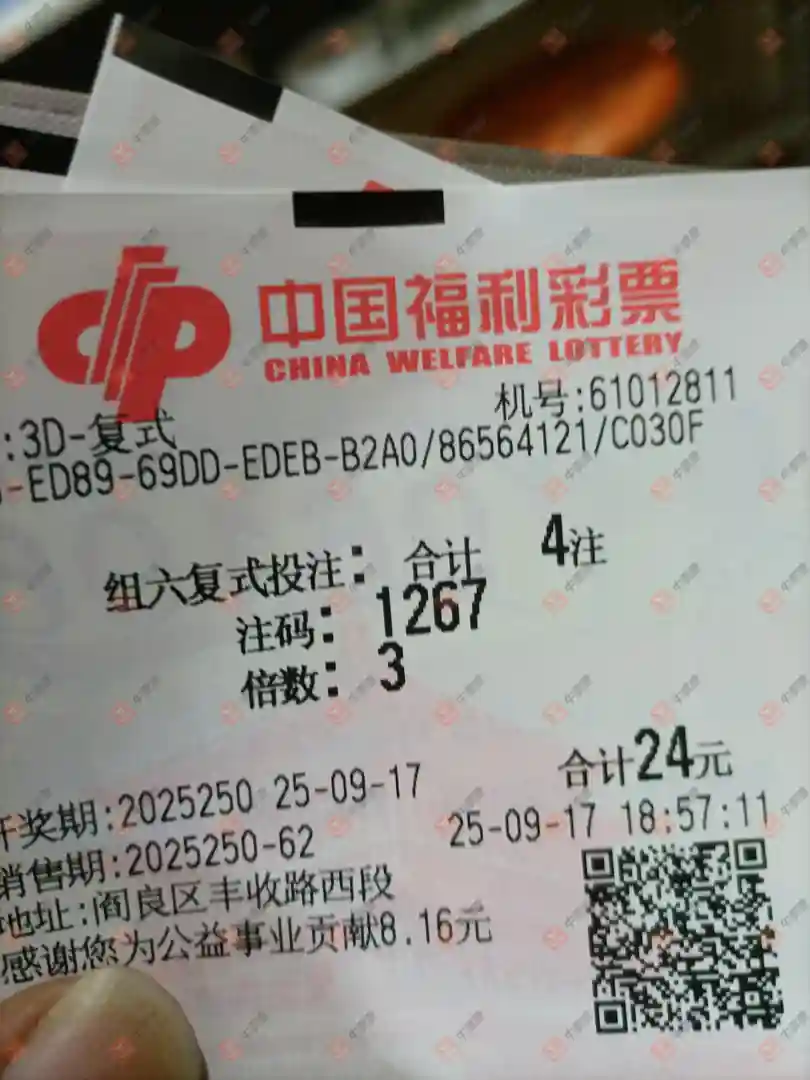 中国福利彩票
CHINA WELFARE LOTTERY
机号:61012811
:3D-复式
-ED89-69DD-EDEB-B2A0/86564121/C030F
组六复式投注: 合计 4注
注码: 1267
倍数: 3
合计24元
开奖期:2025250 25-09-17
25-09-17 18:57:11
销售期:2025250-62
地址:阎良区丰收路西段
感谢您为公益事业贡献8.16元